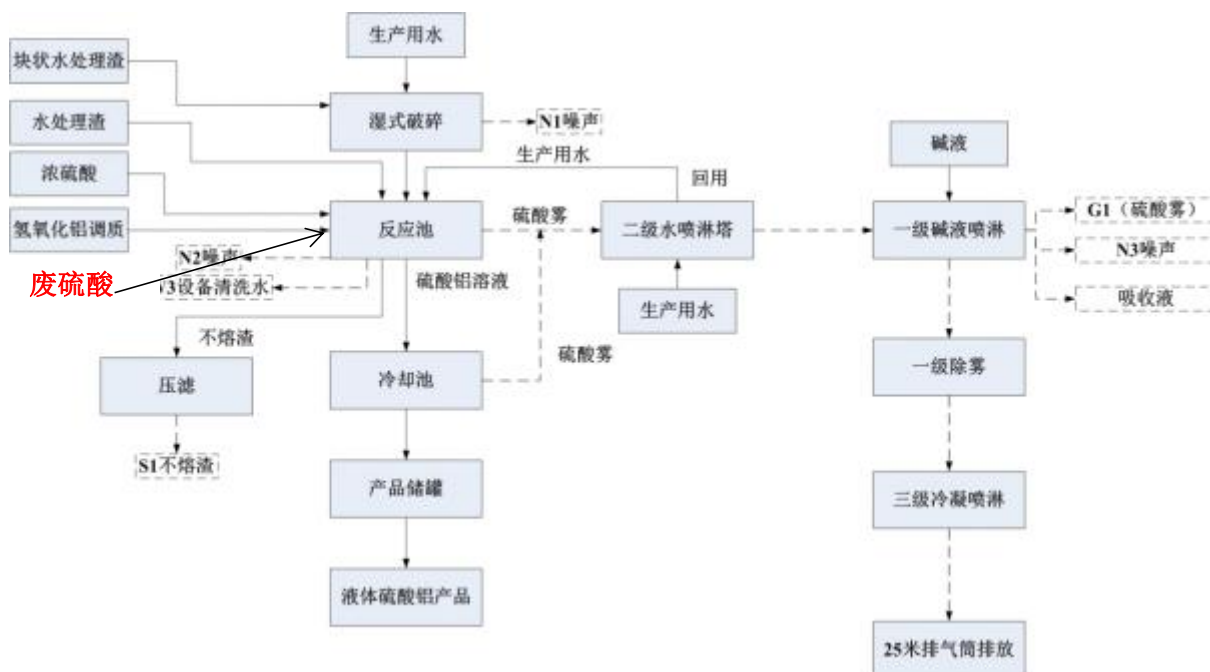 生产用水
块状水处理渣
湿式破碎
N1噪声
水处理渣
碱液
生产用水
回用
浓硫酸
氢氧化铝调质
反应池
硫酸雾
二级水喷淋塔
一级碱液喷淋
G1（硫酸雾）
N2噪声
N3噪声
废硫酸
3设备清洗水
硫酸铝溶液
生产用水
吸收液
不熔渣
硫酸雾
压滤
冷却池
一级除雾
S1不熔渣
产品储罐
三级冷凝喷淋
液体硫酸铝产品
25米排气筒排放